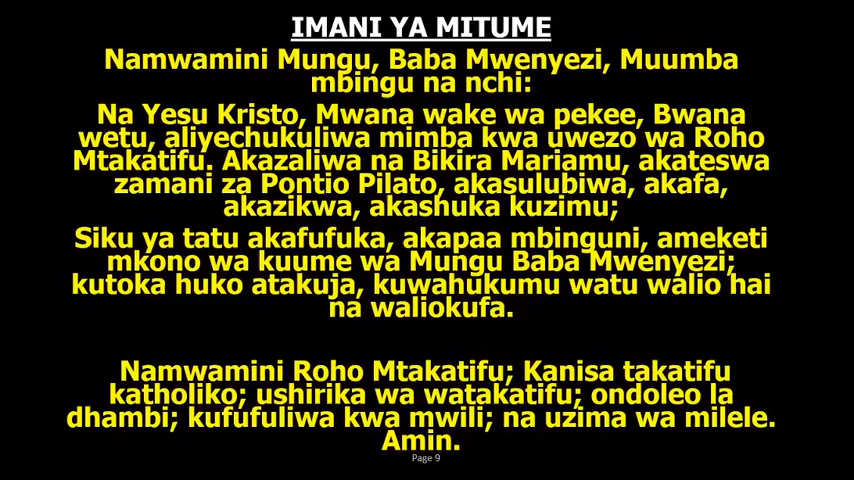 IMANI YA MITUME
Namwamini Mungu, Baba Mwenyezi, Muumba
mbingu na nchi:
Na Yesu Kristo, Mwana wake wa pekee, Bwana
wetu, aliyechukuliwa mimba kwa uwezo wa Roho
Mtakatifu. Akazaliwa na Bikira Mariamu, akateswa
zamani za Pontio Pilato, akasulubiwa, akafa,
akazikwa, akashuka kuzimu;
Siku ya tatu akafufuka, akapaa mbinguni, ameketi
mkono wa kuume wa Mungu Baba Mwenyezi;
kutoka huko atakuja, kuwahukumu watu walio hai
na waliokufa.
Namwamini Roho Mtakatifu; Kanisa takatifu
katholiko; ushirika wa watakatifu; ondoleo la
dhambi; kufufuliwa kwa mwili; na uzima wa milele.
Amin.
Page 9